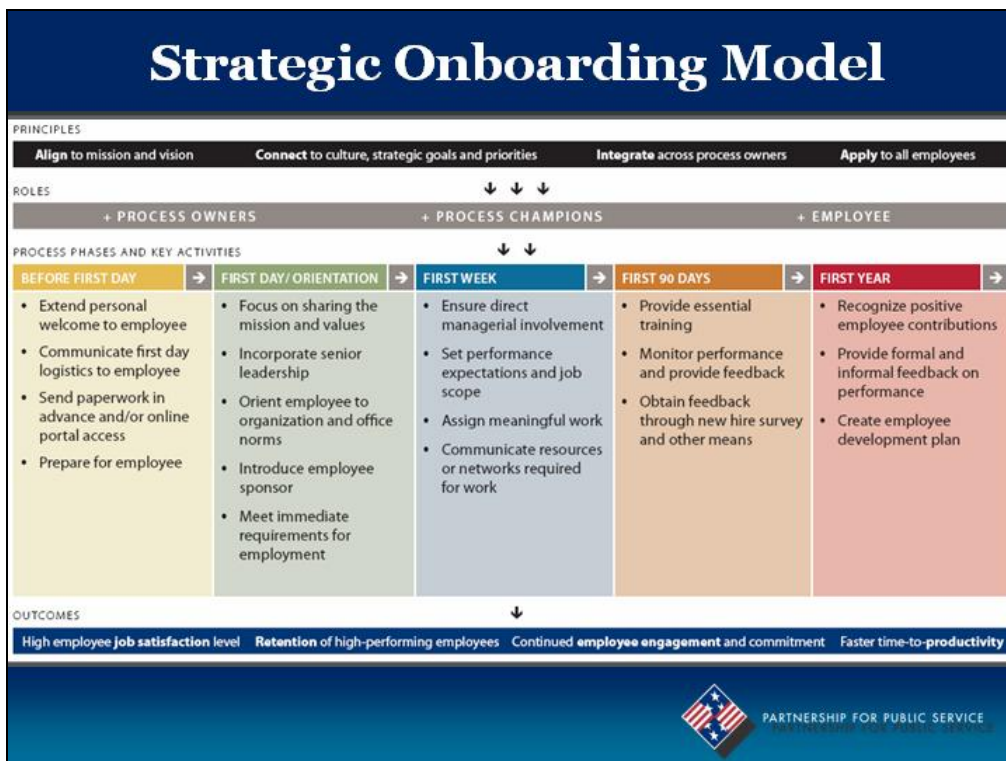 Strategic Onboarding Model
PRINCIPLES
Align to mission and vision Connect to culture, strategic goals and priorities Integrate across process owners Apply to all employees
ROLES
+ PROCESS OWNERS + PROCESS CHAMPIONS + EMPLOYEE
PROCESS PHASES AND KEY ACTIVITIES
BEFORE FIRST DAY
• Extend personal
welcome to employee
• Communicate first day
logistics to employee
• Send paperwork in
advance and/or online
portal access
• Prepare for employee
FIRST DAY/ORIENTATION
• Focus on sharing the
mission and values
• Incorporate senior
leadership
• Orient employee to
organization and office
norms
• Introduce employee
sponsor
• Meet immediate
requirements for
employment
FIRST WEEK
• Ensure direct
managerial involvement
• Set performance
expectations and job
scope
• Assign meaningful work
• Communicate resources
or networks required
for work
FIRST 90 DAYS
• Provide essential
training
• Monitor performance
and provide feedback
• Obtain feedback
through new hire survey
and other means
FIRST YEAR
• Recognize positive
employee contributions
• Provide formal and
informal feedback on
performance
• Create employee
development plan
OUTCOMES
High employee job satisfaction level Retention of high-performing employees Continued employee engagement and commitment Faster time-to-productivity
PARTNERSHIP FOR PUBLIC SERVICE